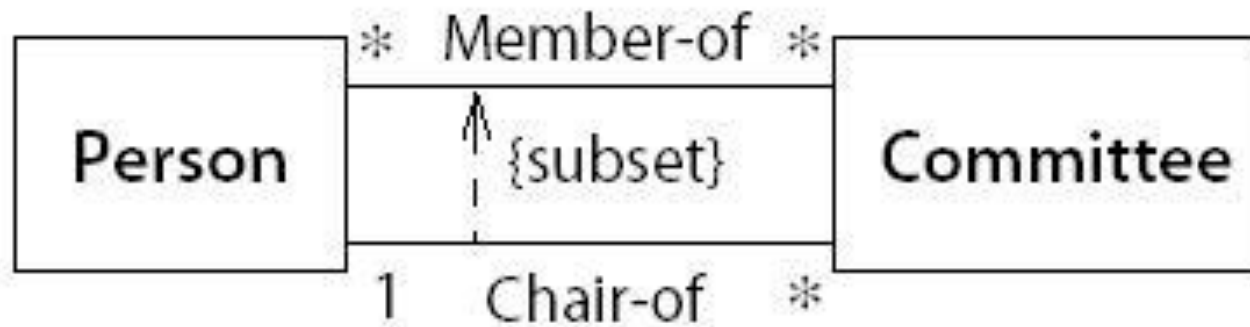 * Member-of *
Person {subset} Committee
1 Chair-of *